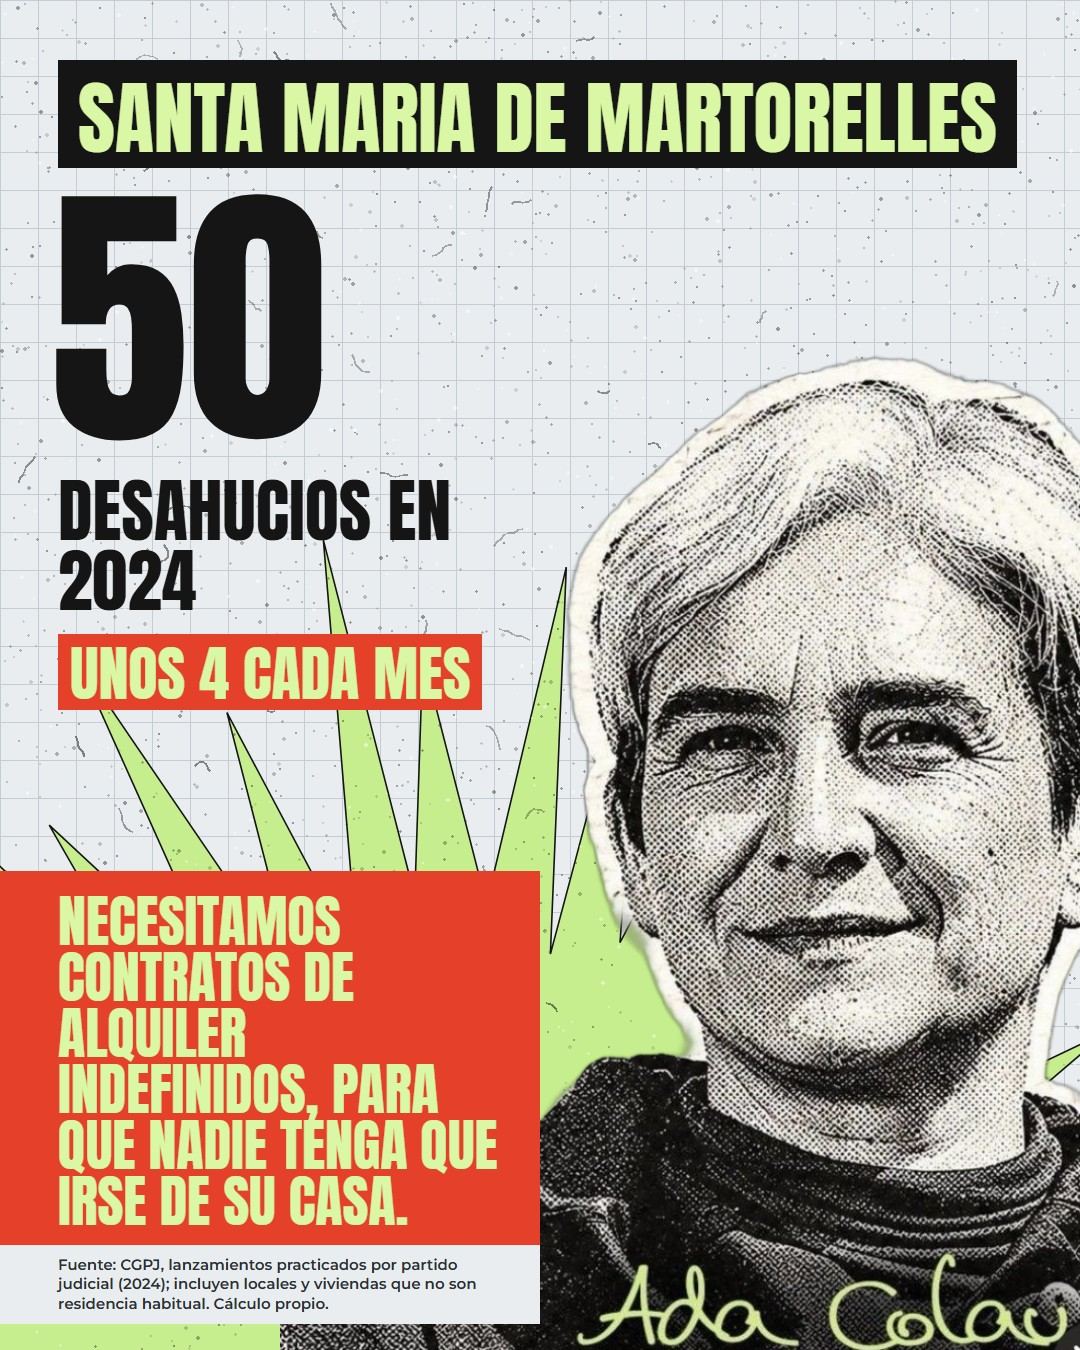 SANTA MARIA DE MARTORELLES
50
DESAHUCIOS EN
2024
UNOS 4 CADA MES
NECESITAMOS
CONTRATOS DE
ALQUILER
INDEFINIDOS, PARA
QUE NADIE TENGA QUE
IRSE DE SU CASA.
Fuente: CGPJ, lanzamientos practicados por partido
judicial (2024); incluyen locales y viviendas que no son
residencia habitual. Cálculo propio.
Ada Colau